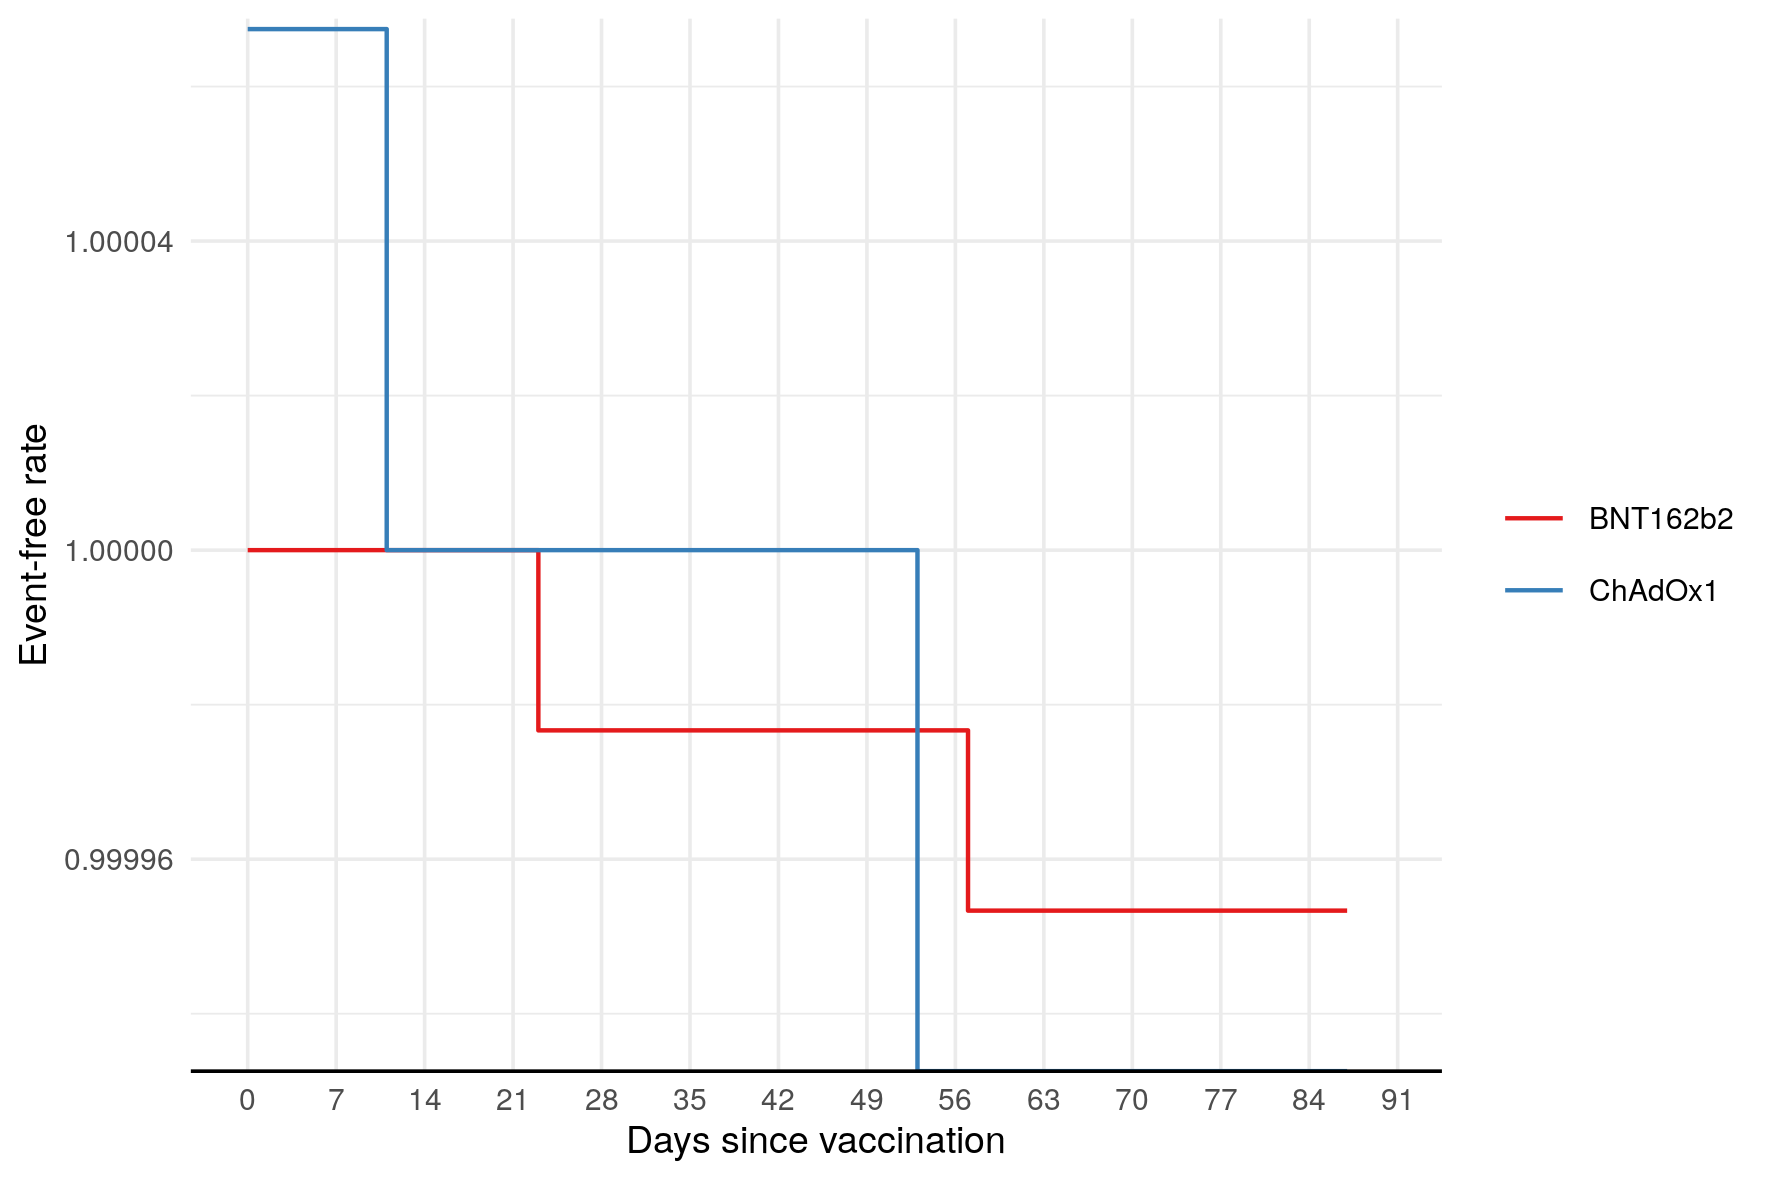 Event-free rate
1.00004
1.00000
0.99996
0 7 14 21 28 35 42 49 56 63 70 77 84 91
Days since vaccination
BNT162b2
ChAdOx1